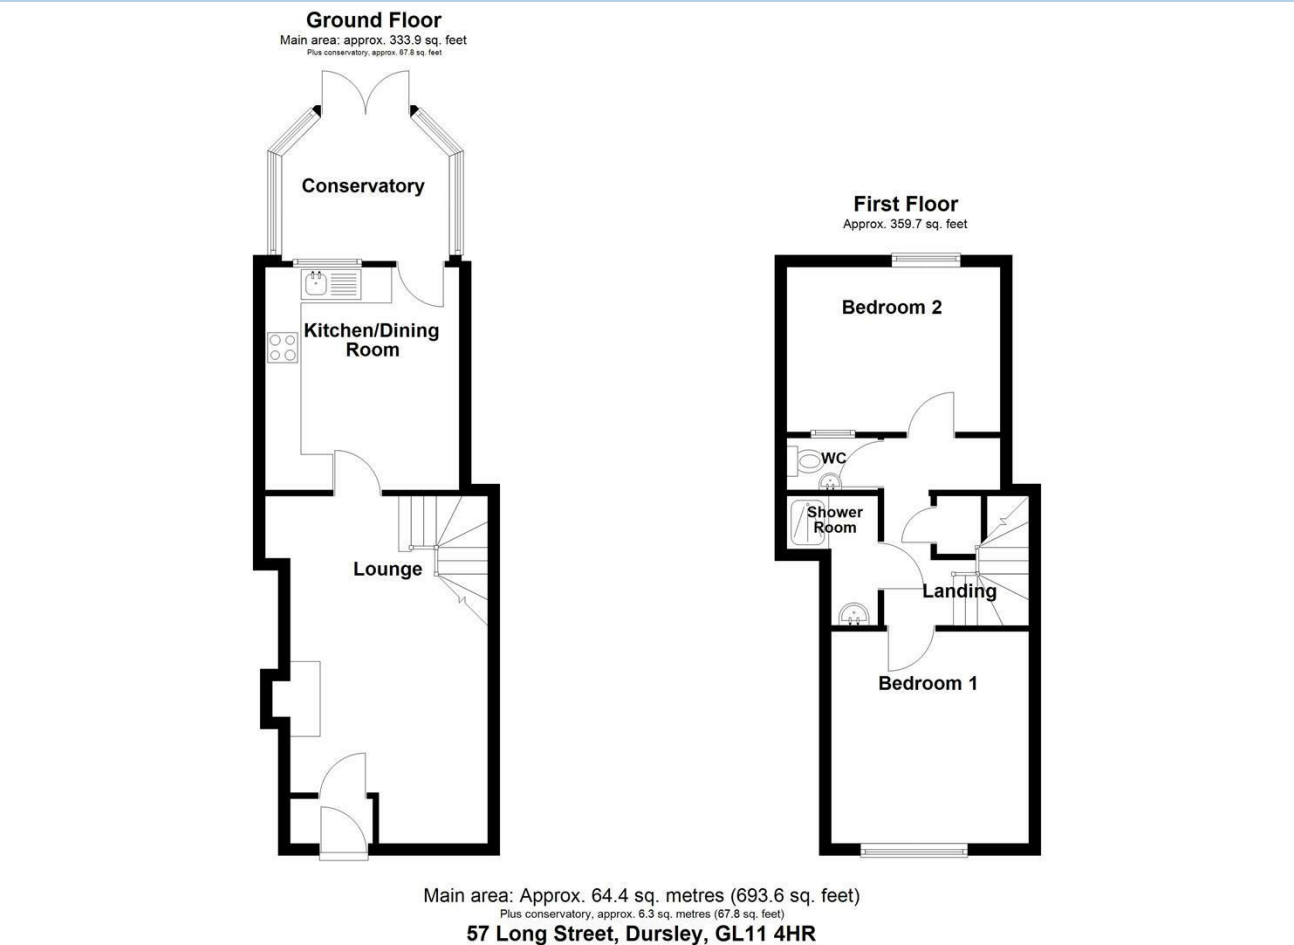 Ground Floor
Main area: approx. 333.9 sq. feet
Plus conservatory, approx. 67.8 sq. feet
Conservatory
Kitchen/Dining
Room
Lounge
First Floor
Approx. 359.7 sq. feet
Bedroom 2
WC
Shower
Room
Landing
Bedroom 1
Main area: Approx. 64.4 sq. metres (693.6 sq. feet)
Plus conservatory, approx. 6.3 sq. metres (67.8 sq. feet)
57 Long Street, Dursley, GL11 4HR